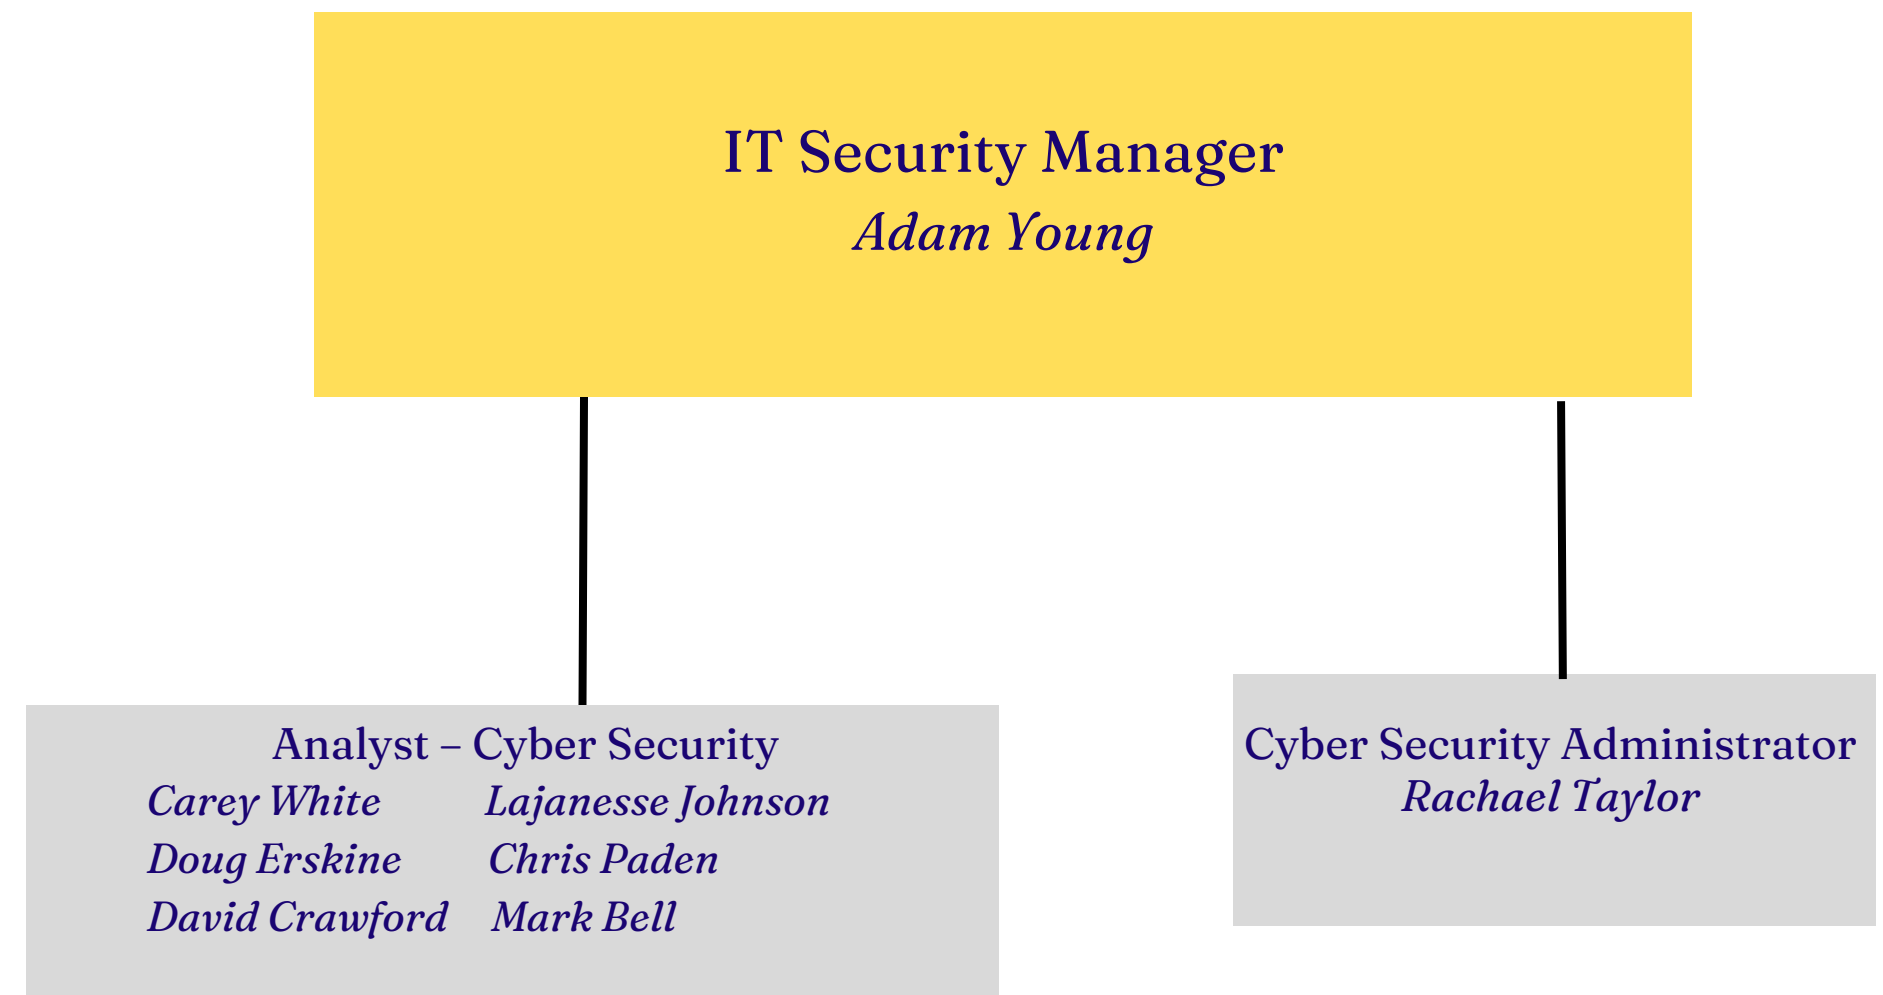 IT Security Manager
Adam Young
Analyst – Cyber Security
Carey White Lajanesse Johnson
Doug Erskine Chris Paden
David Crawford Mark Bell
Cyber Security Administrator
Rachael Taylor